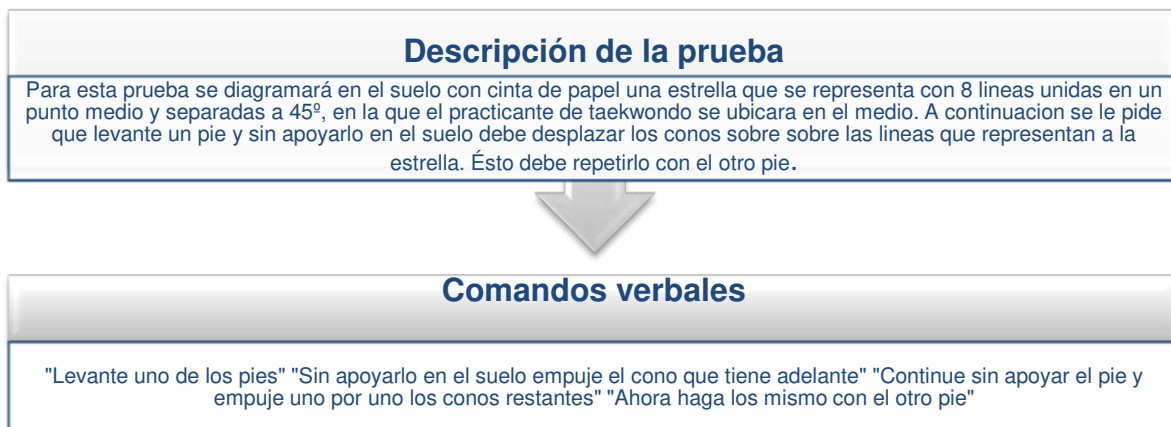 Descripción de la prueba
Para esta prueba se diagramará en el suelo con cinta de papel una estrella que se representa con 8 lineas unidas en un
punto medio y separadas a 45º, en la que el practicante de taekwondo se ubicara en el medio. A continuacion se le pide
que levante un pie y sin apoyarlo en el suelo debe desplazar los conos sobre sobre las lineas que representan a la
estrella. Ésto debe repetirlo con el otro pie.
Comandos verbales
"Levante uno de los pies" "Sin apoyarlo en el suelo empuje el cono que tiene adelante" "Continue sin apoyar el pie y
empuje uno por uno los conos restantes" "Ahora haga los mismo con el otro pie"